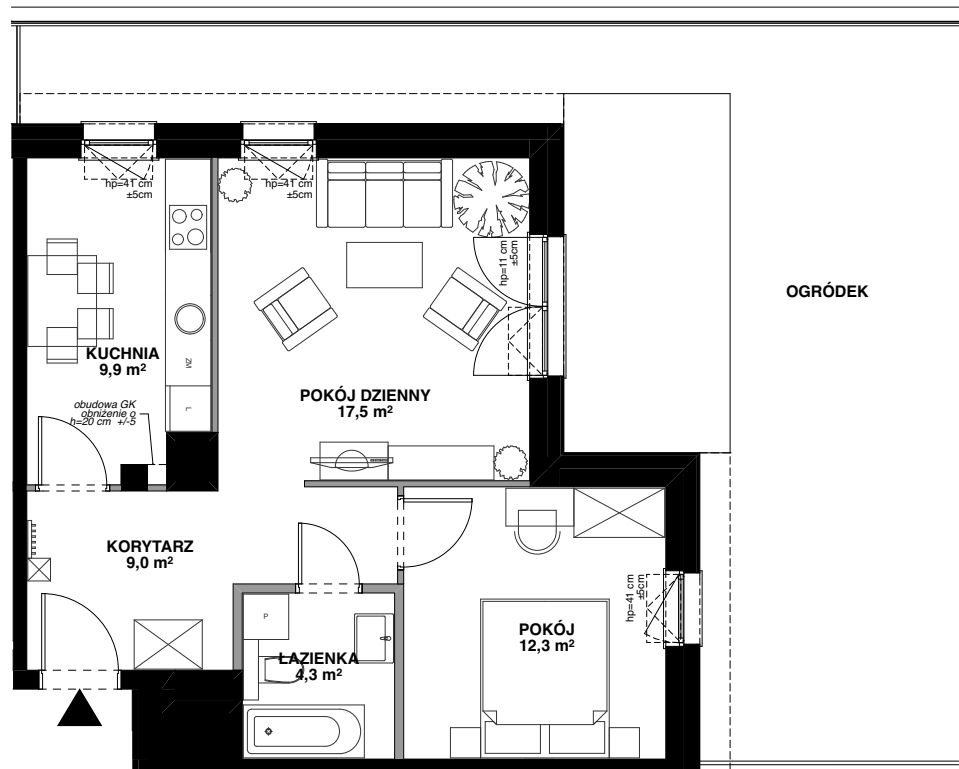 hp=41 cm
±5cm
hp=41 cm
±5cm
hp=11 cm
±5cm
OGRÓDEK
KUCHNIA
9,9 m²
ZM
L
POKÓJ DZIENNY
17,5 m²
obudowa GK
obniżenie o
h=20 cm +/-5
KORYTARZ
9,0 m²
hp=41 cm
±5cm
P
ŁAZIENKA
4,3 m²
POKÓJ
12,3 m²